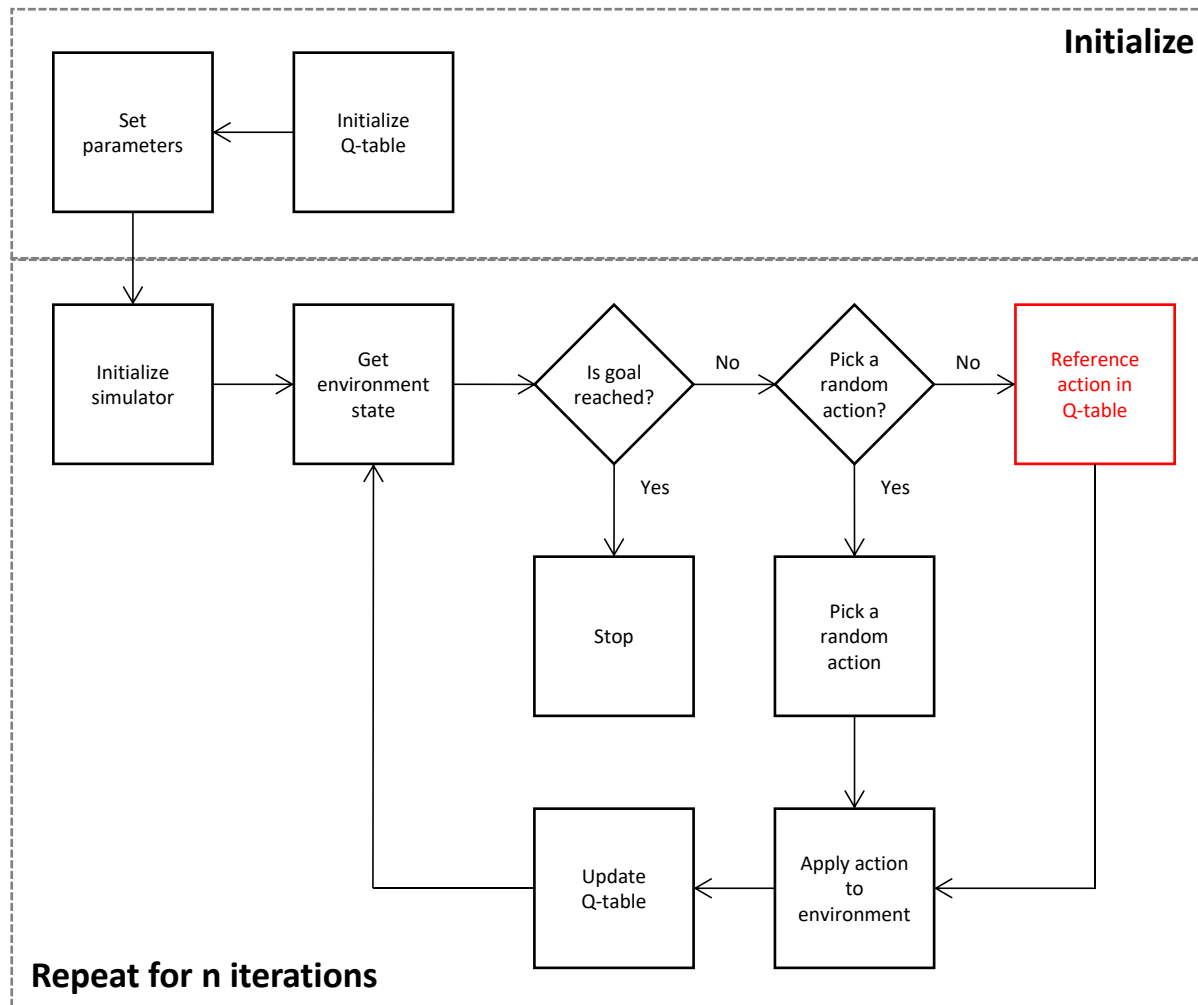 Initialize
Set
parameters
Initialize
Q-table
Initialize
simulator
Get
environment
state
Is goal
reached?
No
Pick a
random
action?
No
Reference
action in
Q-table
Yes
Yes
Stop
Pick a
random
action
Update
Q-table
Apply action
to
environment
Repeat for n iterations